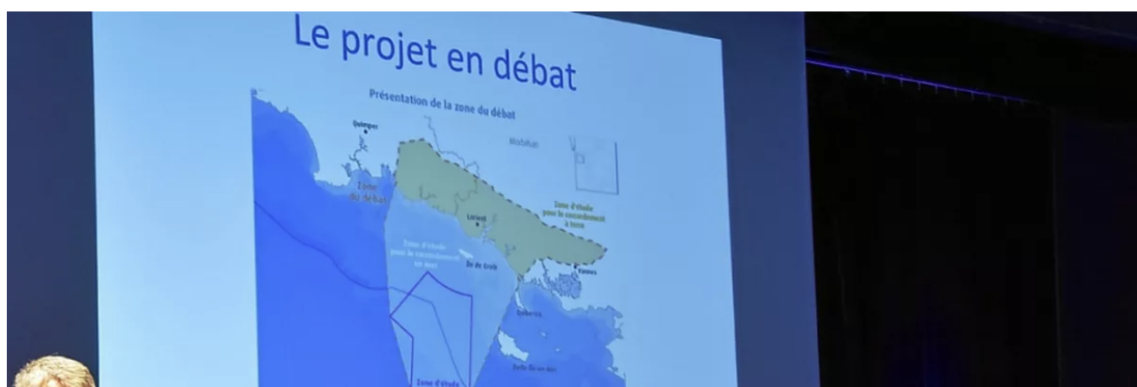 Le projet en débat
Présentation de la zone du débat
Quimper
Morbihan
Zone
du débat
Zone d'étude
pour le raccordement
à terre
Lorient
Zone d'étude
pour le raccordement
en mer
Île de Groix
Vannes
Quiberon
Belle-Île-en-Mer
Zone d'étude